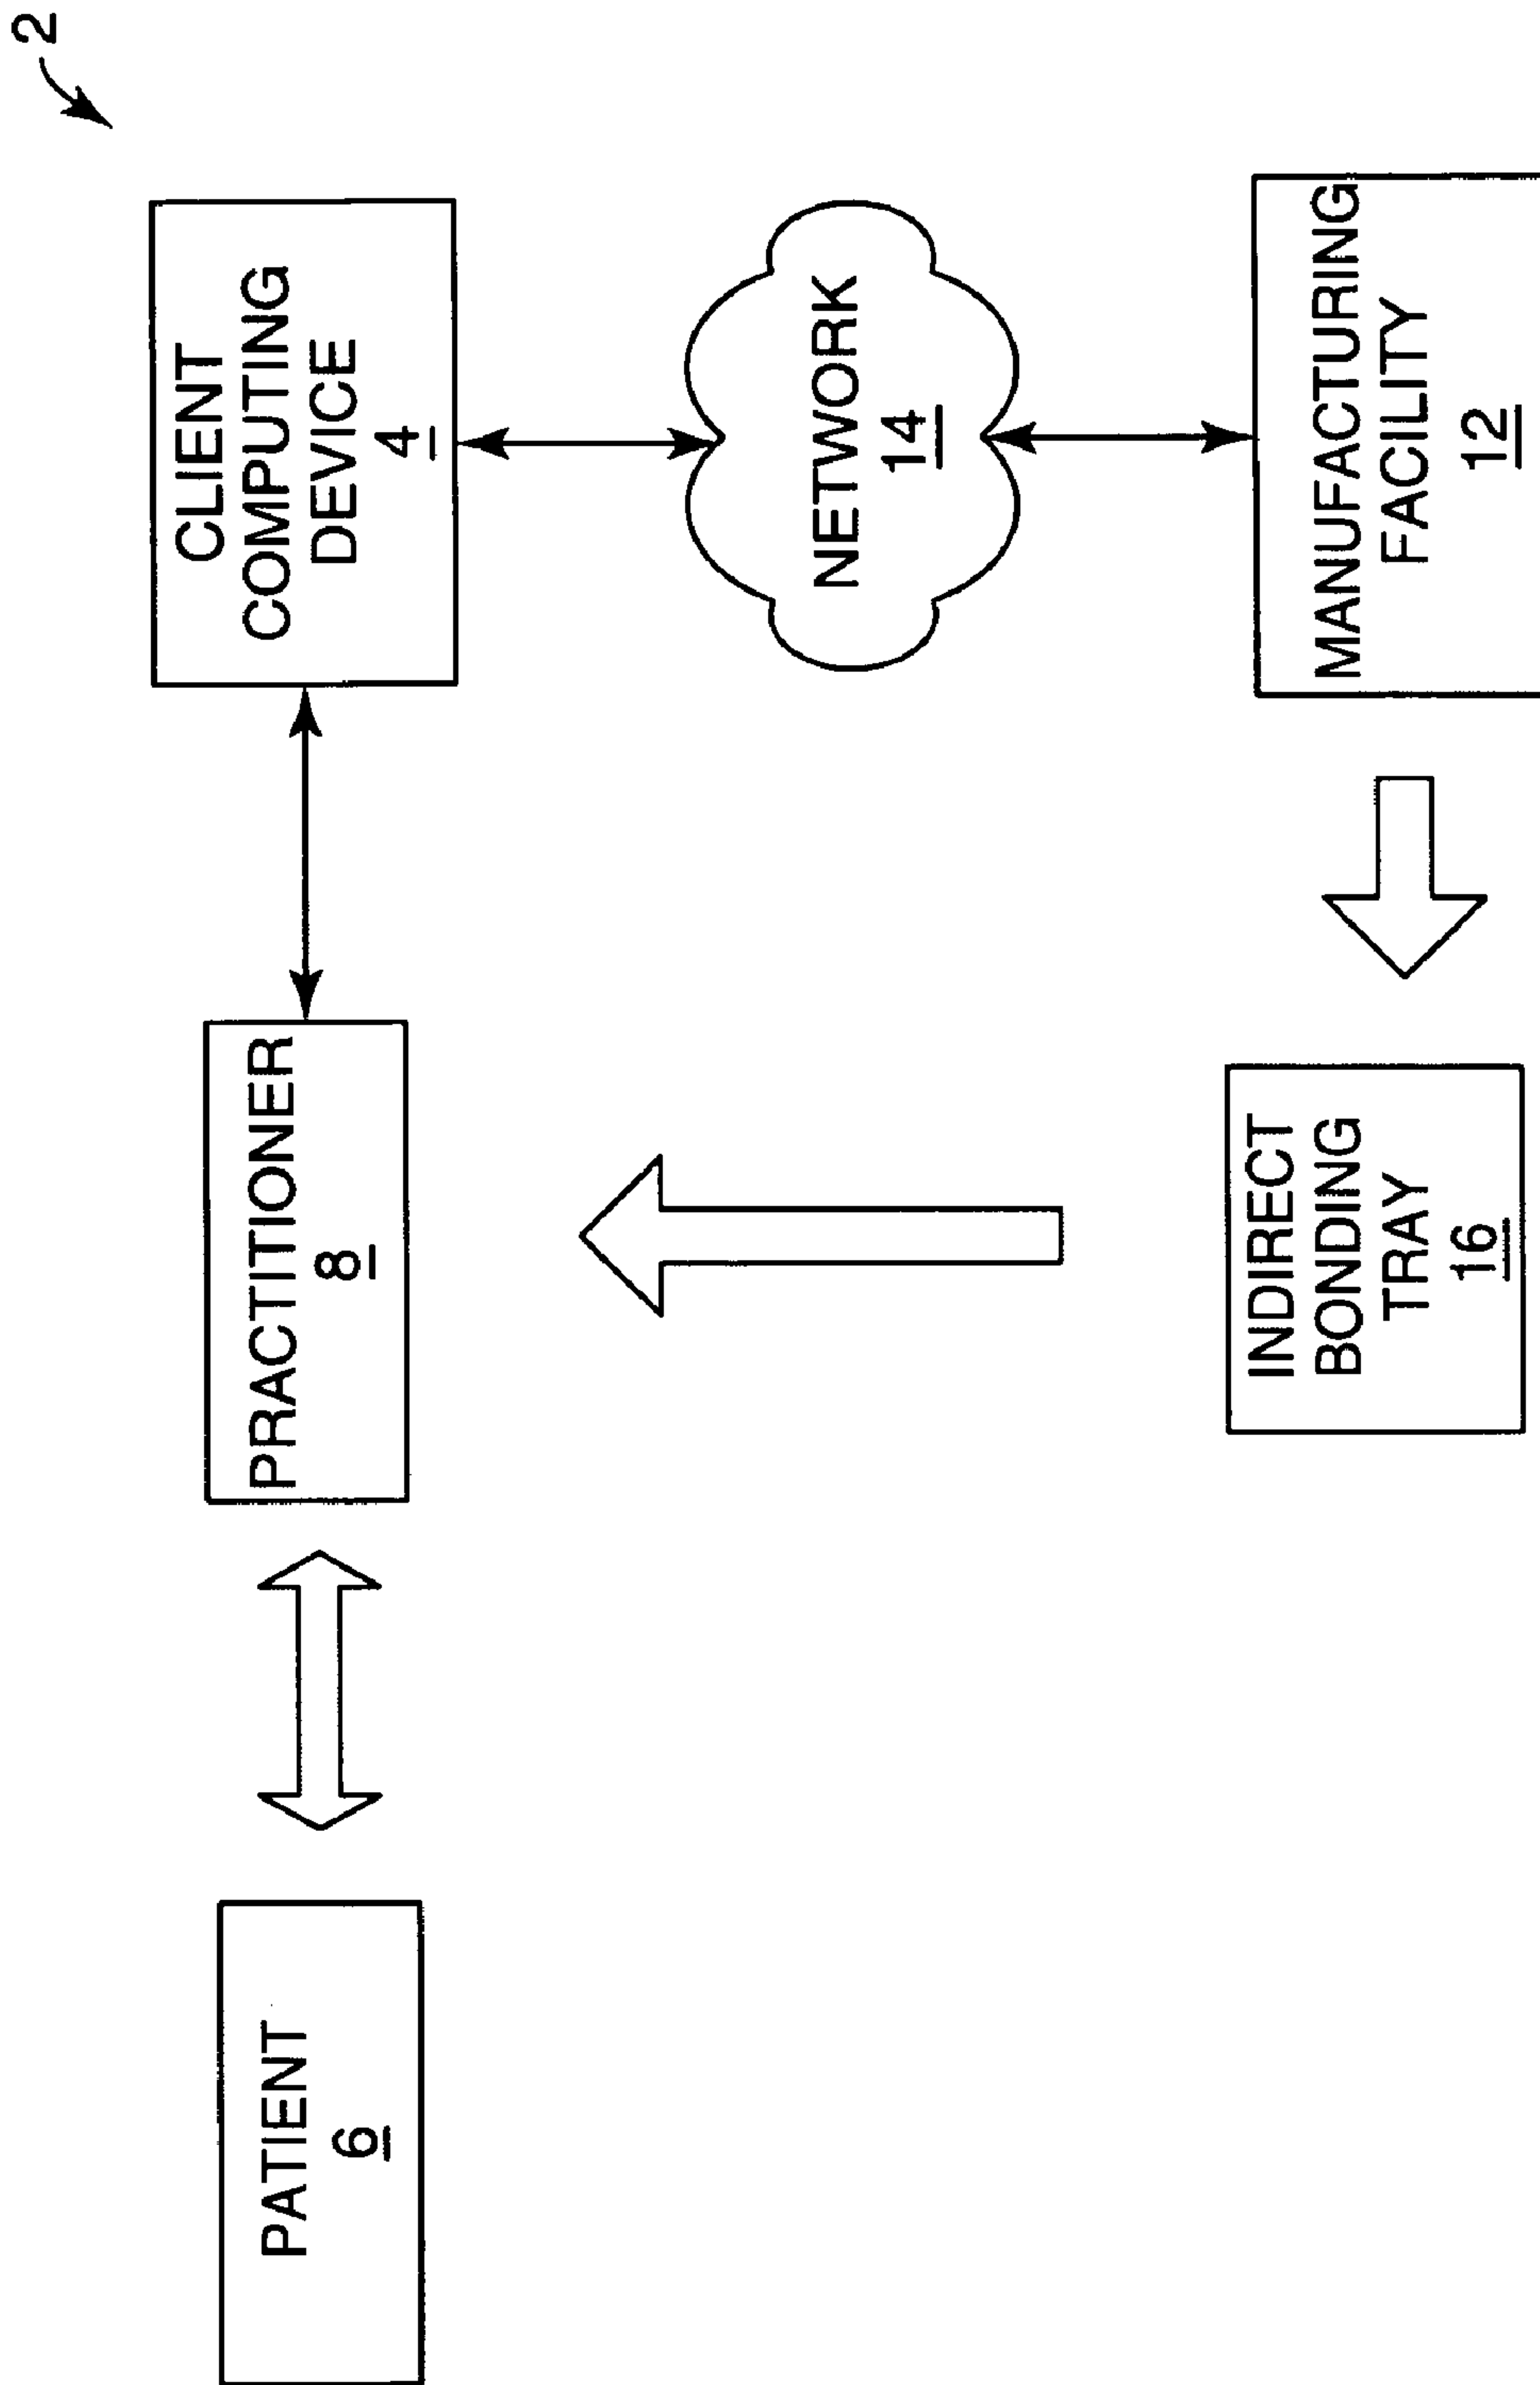 2
CLIENT
COMPUTING
DEVICE
4
PRACTITIONER
8
PATIENT
6
NETWORK
14
MANUFACTURING
FACILITY
12
INDIRECT
BONDING
TRAY
16